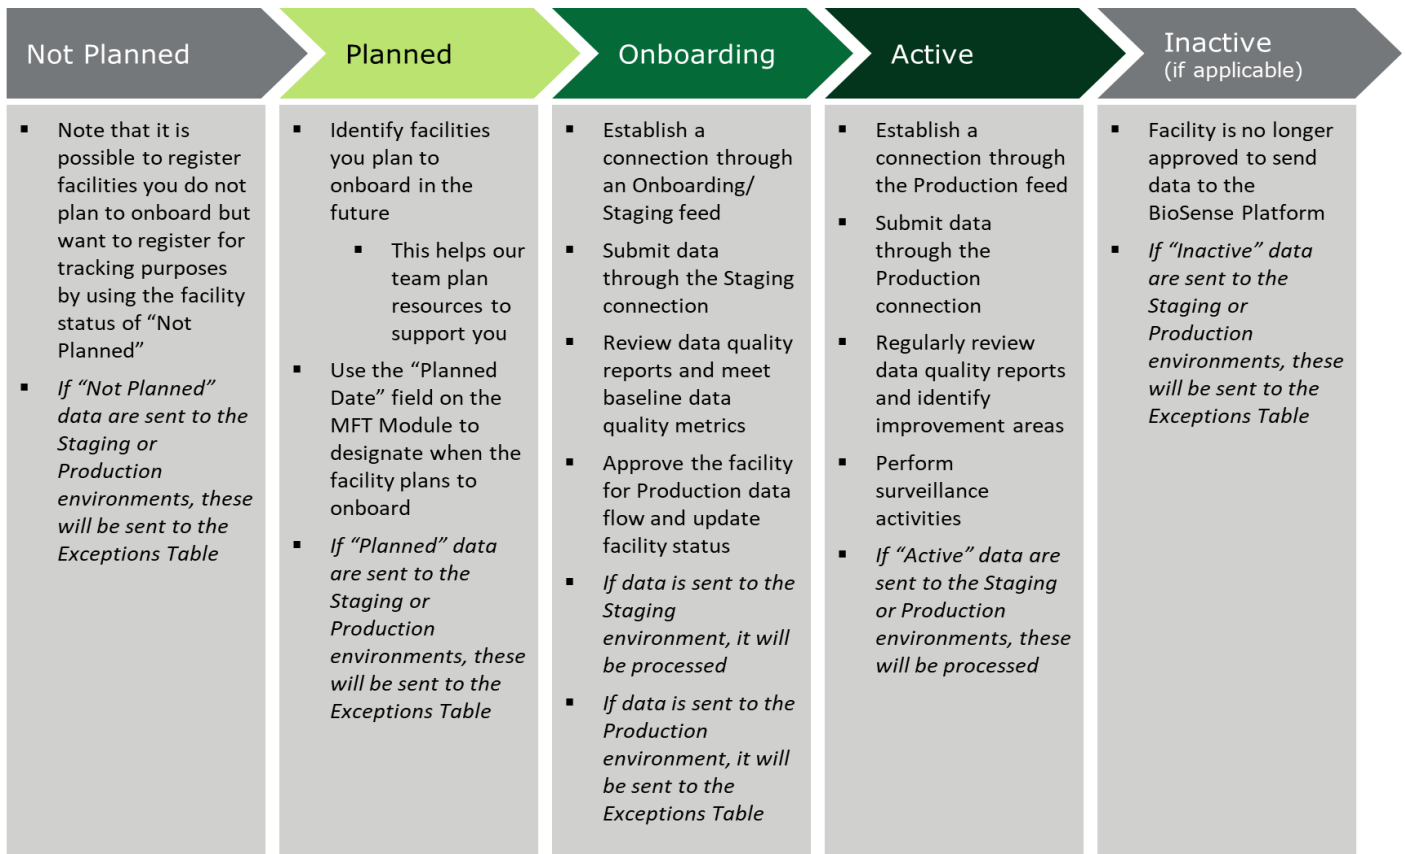 Not Planned
Planned
Onboarding
Active
Inactive
(if applicable)
▪ Note that it is
possible to register
facilities you do not
plan to onboard but
want to register for
tracking purposes
by using the facility
status of “Not
Planned”
▪ If “Not Planned”
data are sent to the
Staging or
Production
environments, these
will be sent to the
Exceptions Table
▪ Identify facilities
you plan to
onboard in the
future
▪ This helps our
team plan
resources to
support you
▪ Use the “Planned
Date” field on the
MFT Module to
designate when the
facility plans to
onboard
▪ If “Planned” data
are sent to the
Staging or
Production
environments, these
will be sent to the
Exceptions Table
▪ Establish a
connection through
an Onboarding/
Staging feed
▪ Submit data
through the Staging
connection
▪ Review data quality
reports and meet
baseline data
quality metrics
▪ Approve the facility
for Production data
flow and update
facility status
▪ If data is sent to the
Staging
environment, it will
be processed
▪ If data is sent to the
Production
environment, it will
be sent to the
Exceptions Table
▪ Establish a
connection through
the Production feed
▪ Submit data
through the
Production
connection
▪ Regularly review
data quality reports
and identify
improvement areas
▪ Perform
surveillance
activities
▪ If “Active” data are
sent to the Staging
or Production
environments, these
will be processed
▪ Facility is no longer
approved to send
data to the
BioSense Platform
▪ If “Inactive” data
are sent to the
Staging or
Production
environments, these
will be sent to the
Exceptions Table